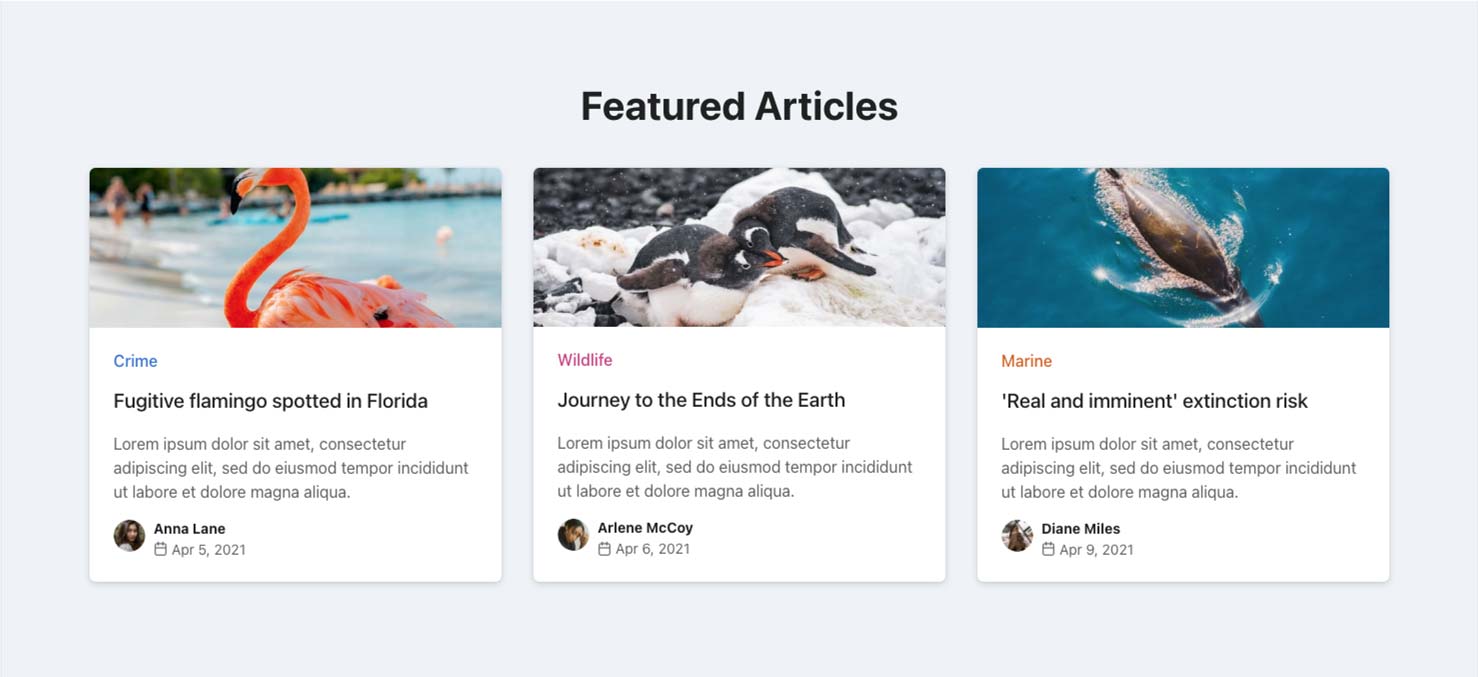 Featured Articles
Crime
Fugitive flamingo spotted in Florida
Lorem ipsum dolor sit amet, consectetur
adipiscing elit, sed do eiusmod tempor incididunt
ut labore et dolore magna aliqua.
Anna Lane
Apr 5, 2021
Wildlife
Journey to the Ends of the Earth
Lorem ipsum dolor sit amet, consectetur
adipiscing elit, sed do eiusmod tempor incididunt
ut labore et dolore magna aliqua.
Arlene McCoy
Apr 6, 2021
Marine
'Real and imminent' extinction risk
Lorem ipsum dolor sit amet, consectetur
adipiscing elit, sed do eiusmod tempor incididunt
ut labore et dolore magna aliqua.
Diane Miles
Apr 9, 2021